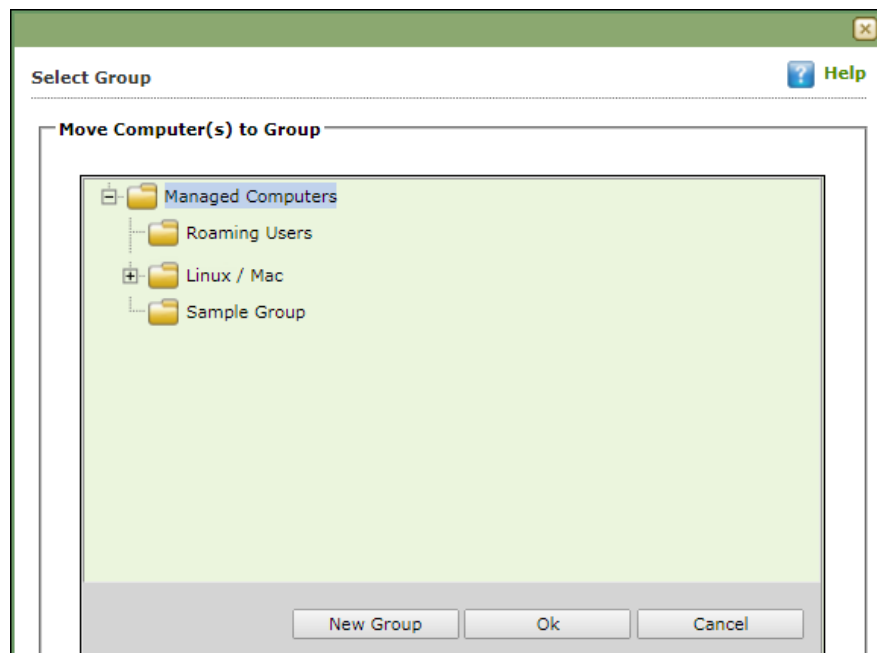 Select Group
Help
Move Computer(s) to Group
Managed Computers
Roaming Users
Linux / Mac
Sample Group
New Group Ok Cancel